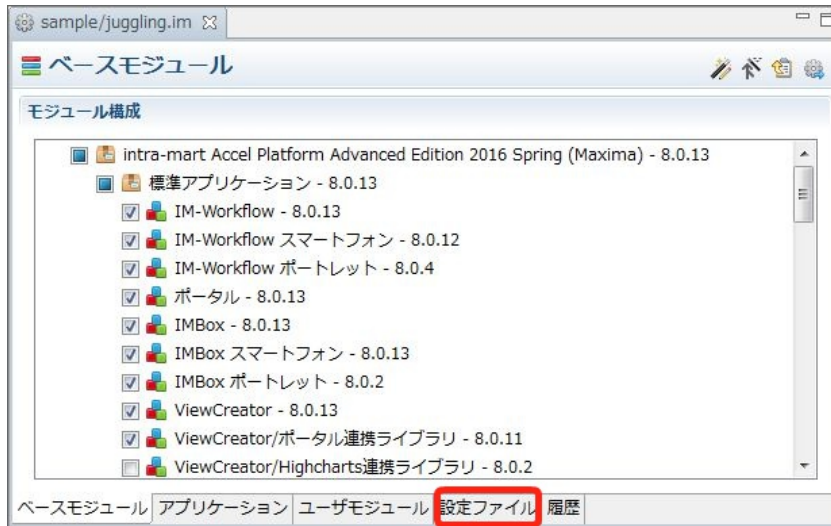 sample/juggling.im
ベースモジュール
モジュール構成
intra-mart Accel Platform Advanced Edition 2016 Spring (Maxima) - 8.0.13
標準アプリケーション - 8.0.13
IM-Workflow - 8.0.13
IM-Workflow スマートフォン - 8.0.12
IM-Workflow ポートレット - 8.0.4
ポータル - 8.0.13
IMBox - 8.0.13
IMBox スマートフォン - 8.0.13
IMBox ポートレット - 8.0.2
ViewCreator - 8.0.13
ViewCreator/ポータル連携ライブラリ - 8.0.11
ViewCreator/Highcharts連携ライブラリ - 8.0.2
ベースモジュール アプリケーション ユーザモジュール 設定ファイル 履歴